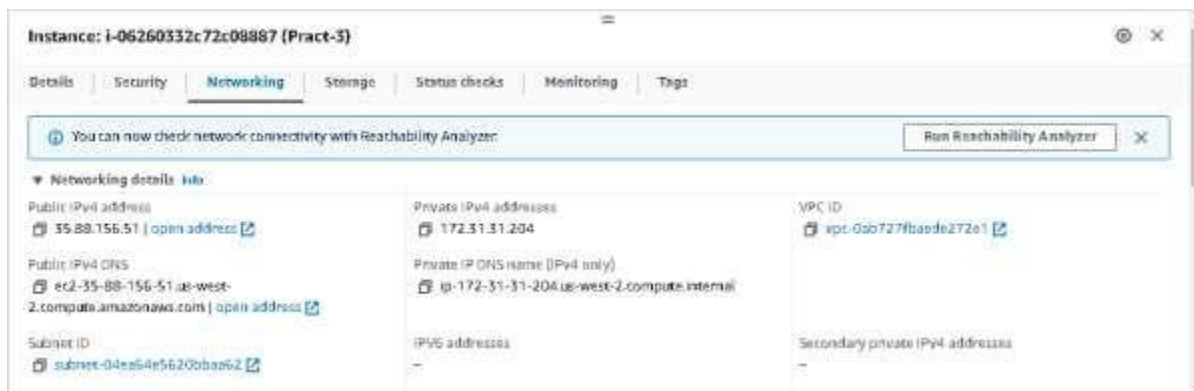 Instance: i-06260332c72c08887 (Pract-3)
Details Security Networking Storage Status checks Monitoring Tags
You can now check network connectivity with Reachability Analyzer. Run Reachability Analyzer
Networking details Info
Public IPv4 address Private IPv4 addresses VPC ID
35.88.156.51 | open address 172.31.31.204 vpc-0ab727fbaede272e1
Public IPv4 DNS Private IP DNS name (IPv4 only)
ec2-35-88-156-51.us-west- ip-172-31-31-204.us-west-2.compute.internal
2.compute.amazonaws.com | open address
Subnet ID IPV6 addresses Secondary private IPv4 addresses
subnet-04ea64e5620bbaa62 – –